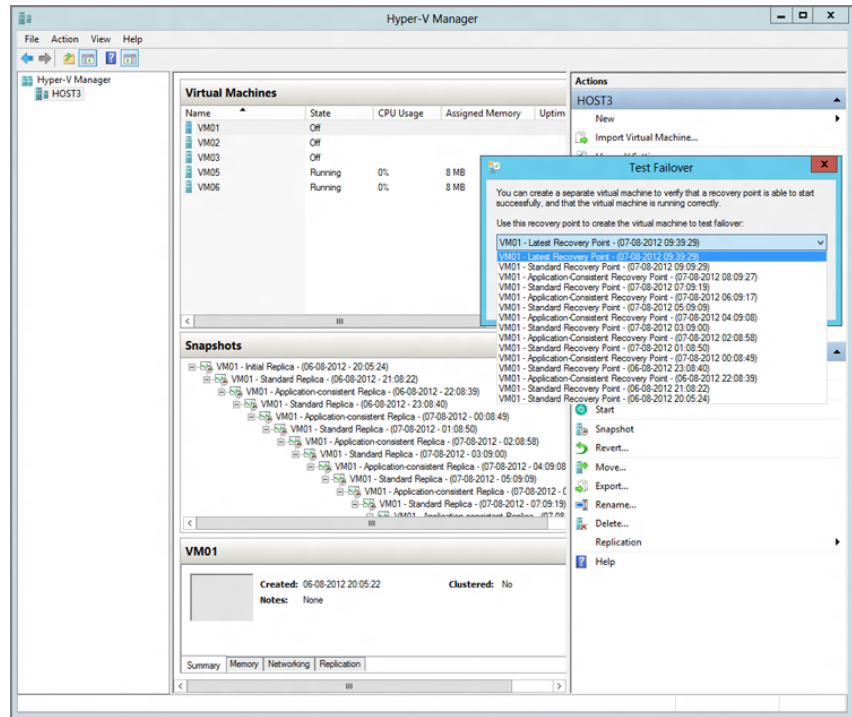 Hyper-V Manager
File Action View Help
Hyper-V Manager
HOST3
Virtual Machines
Name State CPU Usage Assigned Memory Uptim
VM01 Off
VM02 Off
VM03 Off
VM05 Running 0% 8 MB
VM06 Running 0% 8 MB
Snapshots
VM01 - Initial Replica - (06-08-2012 - 20:05:24)
VM01 - Standard Replica - (06-08-2012 - 21:08:22)
VM01 - Application-consistent Replica - (06-08-2012 - 22:08:39)
VM01 - Standard Replica - (06-08-2012 - 23:08:40)
VM01 - Application-consistent Replica - (07-08-2012 - 00:08:49)
VM01 - Standard Replica - (07-08-2012 - 01:08:50)
VM01 - Application-consistent Replica - (07-08-2012 - 02:08:58)
VM01 - Standard Replica - (07-08-2012 - 03:09:00)
VM01 - Application-consistent Replica - (07-08-2012 - 04:09:08
VM01 - Standard Replica - (07-08-2012 - 05:09:09)
VM01 - Application-consistent Replica - (07-08-2012 -
VM01 - Standard Replica - (07-08-2012 - 07:09:19)
VM01
Created: 06-08-2012 20:05:22 Clustered: No
Notes: None
Summary Memory Networking Replication
Actions
HOST3
New
Import Virtual Machine...
Test Failover
You can create a separate virtual machine to verify that a recovery point is able to start
successfully, and that the virtual machine is running correctly.
Use this recovery point to create the virtual machine to test failover:
VM01 - Latest Recovery Point - (07-08-2012 09:39:29)
VM01 - Latest Recovery Point - (07-08-2012 09:39:29)
VM01 - Standard Recovery Point - (07-08-2012 09:09:29)
VM01 - Application-Consistent Recovery Point - (07-08-2012 08:09:27)
VM01 - Standard Recovery Point - (07-08-2012 07:09:19)
VM01 - Application-Consistent Recovery Point - (07-08-2012 06:09:17)
VM01 - Standard Recovery Point - (07-08-2012 05:09:09)
VM01 - Application-Consistent Recovery Point - (07-08-2012 04:09:08)
VM01 - Standard Recovery Point - (07-08-2012 03:09:00)
VM01 - Application-Consistent Recovery Point - (07-08-2012 02:08:58)
VM01 - Standard Recovery Point - (07-08-2012 01:08:50)
VM01 - Application-Consistent Recovery Point - (07-08-2012 00:08:49)
VM01 - Standard Recovery Point - (06-08-2012 23:08:40)
VM01 - Application-Consistent Recovery Point - (06-08-2012 22:08:39)
VM01 - Standard Recovery Point - (06-08-2012 21:08:22)
VM01 - Standard Recovery Point - (06-08-2012 20:05:24)
Start
Snapshot
Revert...
Move...
Export...
Rename...
Delete...
Replication
Help